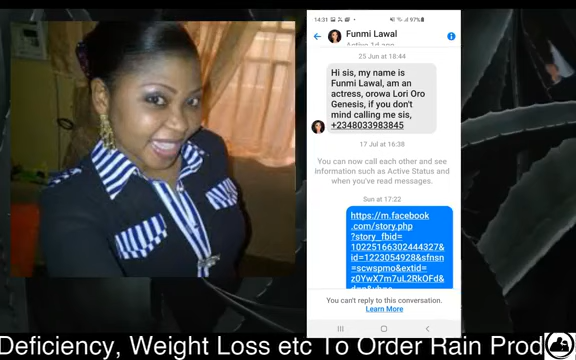 14:31
97%
Funmi Lawal
Active 1d ago
25 Jun at 18:44
Hi sis, my name is
Funmi Lawal, am an
actress, orowa Lori Oro
Genesis, if you don't
mind calling me sis,
+2348033983845
17 Jul at 16:38
You can now call each other and see
information such as Active Status and
when you've read messages.
Sun at 17:22
https://m.facebook
.com/story.php
?story_fbid=
10225166302444327&
id=1223054928&sfnsn
=scwspmo&extid=
z0YwX7m7uL2RkOFd&
You can't reply to this conversation.
Learn More
Deficiency, Weight Loss etc To Order Rain Prod